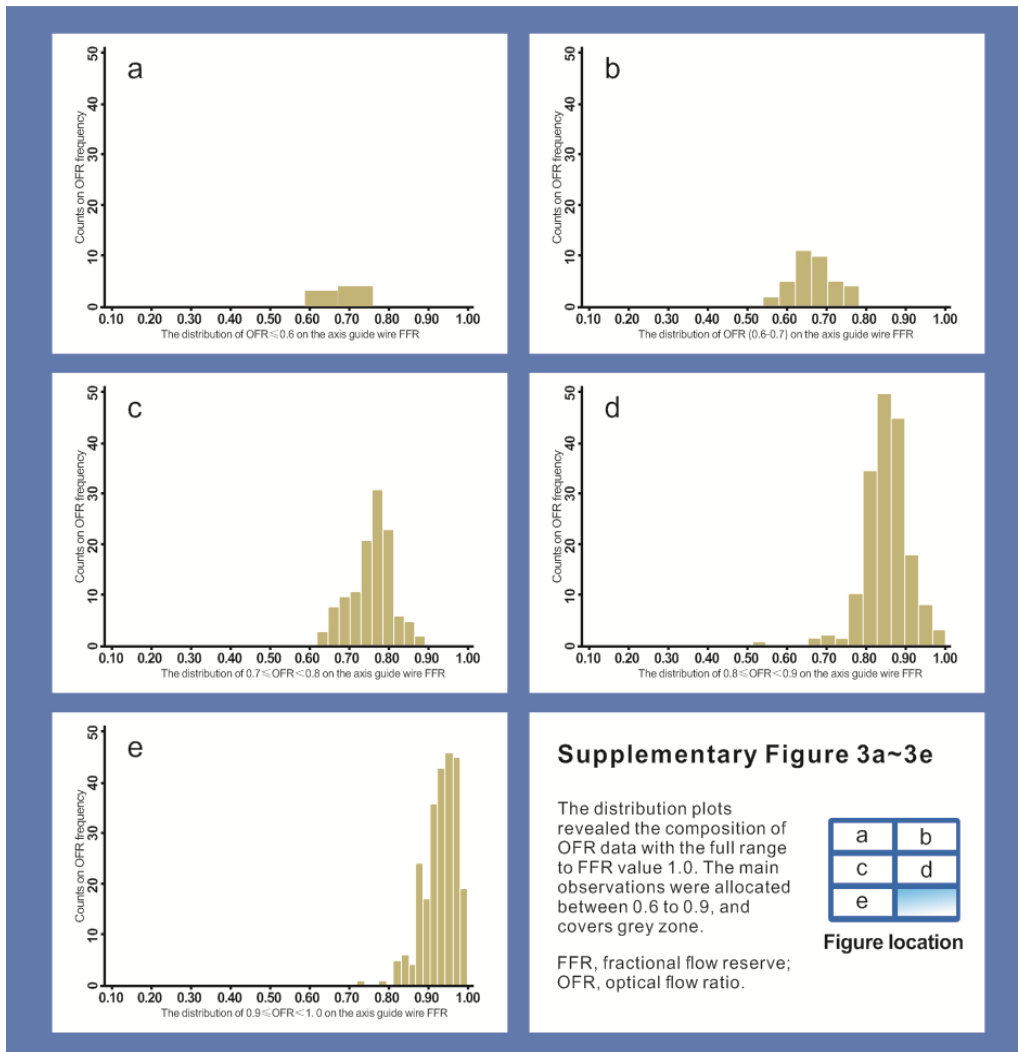 a
50
40
30
20
10
0
Counts on OFR frequency
0.10 0.20 0.30 0.40 0.50 0.60 0.70 0.80 0.90 1.00
The distribution of OFR≤0.6 on the axis guide wire FFR
b
50
40
30
20
10
0
Counts on OFR frequency
0.10 0.20 0.30 0.40 0.50 0.60 0.70 0.80 0.90 1.00
The distribution of OFR (0.6-0.7) on the axis guide wire FFR
c
50
40
30
20
10
0
Counts on OFR frequency
0.10 0.20 0.30 0.40 0.50 0.60 0.70 0.80 0.90 1.00
The distribution of 0.7≤OFR<0.8 on the axis guide wire FFR
d
50
40
30
20
10
0
Counts on OFR frequency
0.10 0.20 0.30 0.40 0.50 0.60 0.70 0.80 0.90 1.00
The distribution of 0.8≤OFR<0.9 on the axis guide wire FFR
e
50
40
30
20
10
0
Counts on OFR frequency
0.10 0.20 0.30 0.40 0.50 0.60 0.70 0.80 0.90 1.00
The distribution of 0.9≤OFR<1.0 on the axis guide wire FFR
Supplementary Figure 3a~3e
The distribution plots
revealed the composition of
OFR data with the full range
to FFR value 1.0. The main
observations were allocated
between 0.6 to 0.9, and
covers grey zone.
FFR, fractional flow reserve;
OFR, optical flow ratio.
a b
c d
e
Figure location